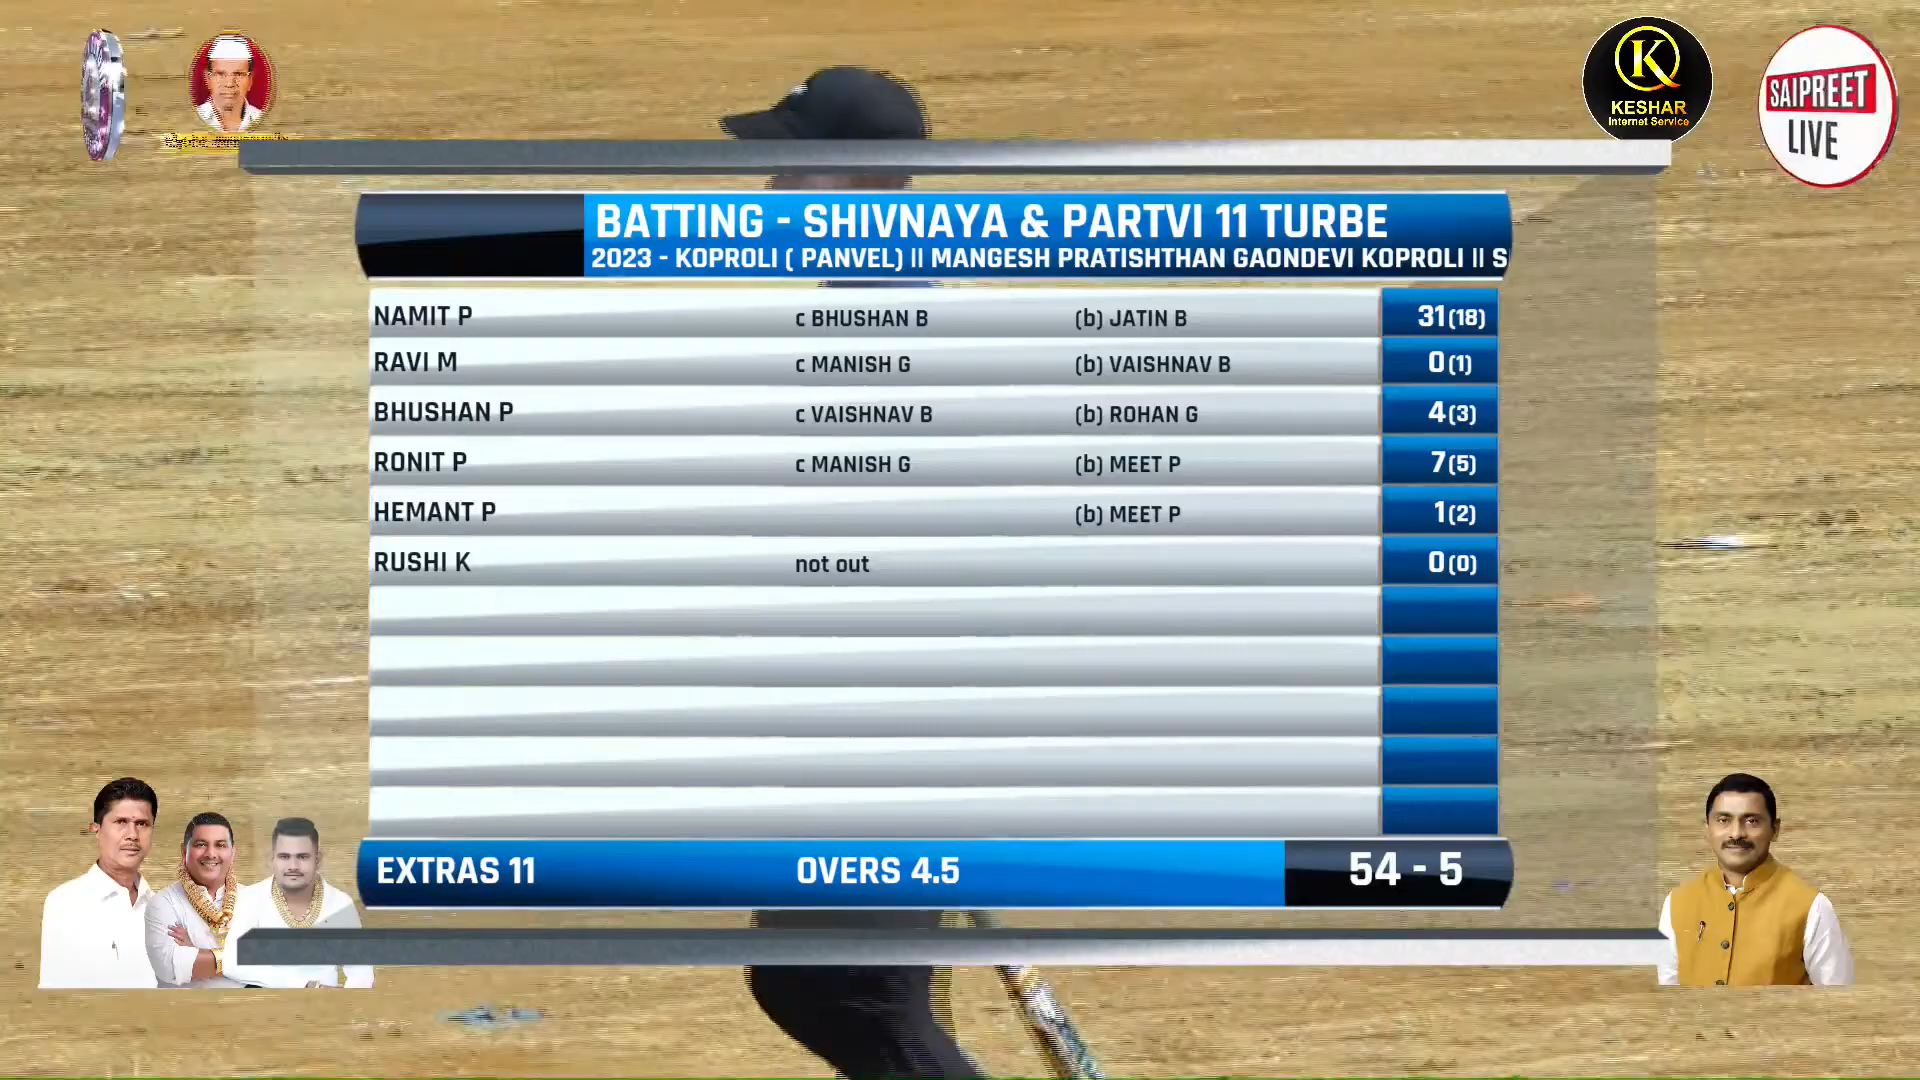 K
KESHAR
Internet Service
SAIPREET
LIVE
BATTING - SHIVNAYA & PARTVI 11 TURBE
2023 - KOPROLI ( PANVEL) || MANGESH PRATISHTHAN GAONDEVI KOPROLI || S
NAMIT P c BHUSHAN B (b) JATIN B 31(18)
RAVI M c MANISH G (b) VAISHNAV B 0(1)
BHUSHAN P c VAISHNAV B (b) ROHAN G 4(3)
RONIT P c MANISH G (b) MEET P 7(5)
HEMANT P (b) MEET P 1(2)
RUSHI K not out 0(0)
EXTRAS 11 OVERS 4.5 54 - 5